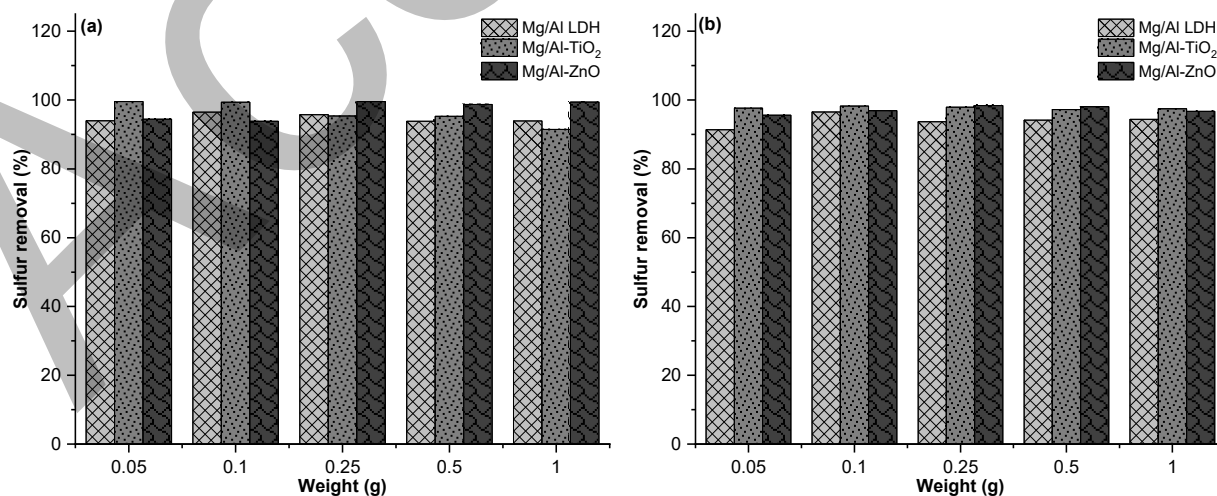 (a)
Mg/Al LDH
Mg/Al-TiO₂
Mg/Al-ZnO
120
100
80
60
40
20
0
Sulfur removal (%)
0.05 0.1 0.25 0.5 1
Weight (g)
(b)
Mg/Al LDH
Mg/Al-TiO₂
Mg/Al-ZnO
120
100
80
60
40
20
0
Sulfur removal (%)
0.05 0.1 0.25 0.5 1
Weight (g)